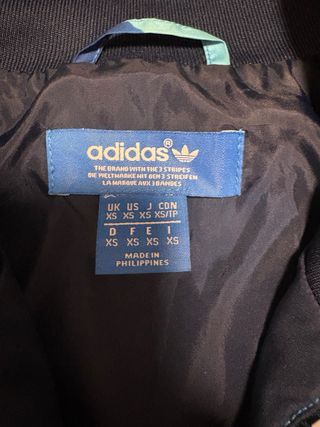 adidas®
THE BRAND WITH THE 3 STRIPES
DIE WELTMARKE MIT DEN 3 STREIFEN
LA MARQUE AUX 3 BANDES
UK US J CDN
XS XS XS XS/TP
D F E I
XS XS XS XS
MADE IN
PHILIPPINES